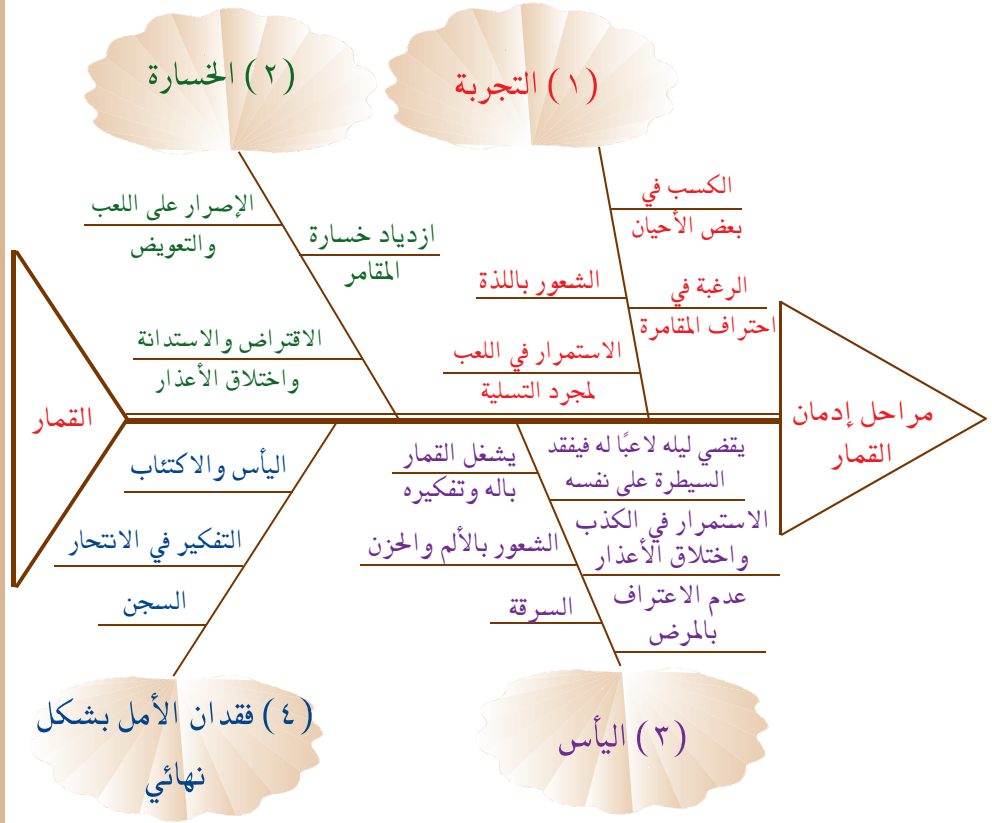 مراحل إدمان
القمار
(١) التجربة
الكسب في
بعض الأحيان
الرغبة في
احتراف المقامرة
الشعور باللذة
الاستمرار في اللعب
لمجرد التسلية
(٢) الخسارة
ازدياد خسارة
المقامر
الإصرار على اللعب
والتعويض
الاقتراض والاستدانة
واختلاق الأعذار
(٣) اليأس
يقضي ليله لاعبًا له فيفقد
السيطرة على نفسه
الاستمرار في الكذب
واختلاق الأعذار
عدم الاعتراف
بالمرض
يشغل القمار
باله وتفكيره
الشعور بالألم والحزن
السرقة
(٤) فقدان الأمل بشكل
نهائي
اليأس والاكتئاب
التفكير في الانتحار
السجن
القمار